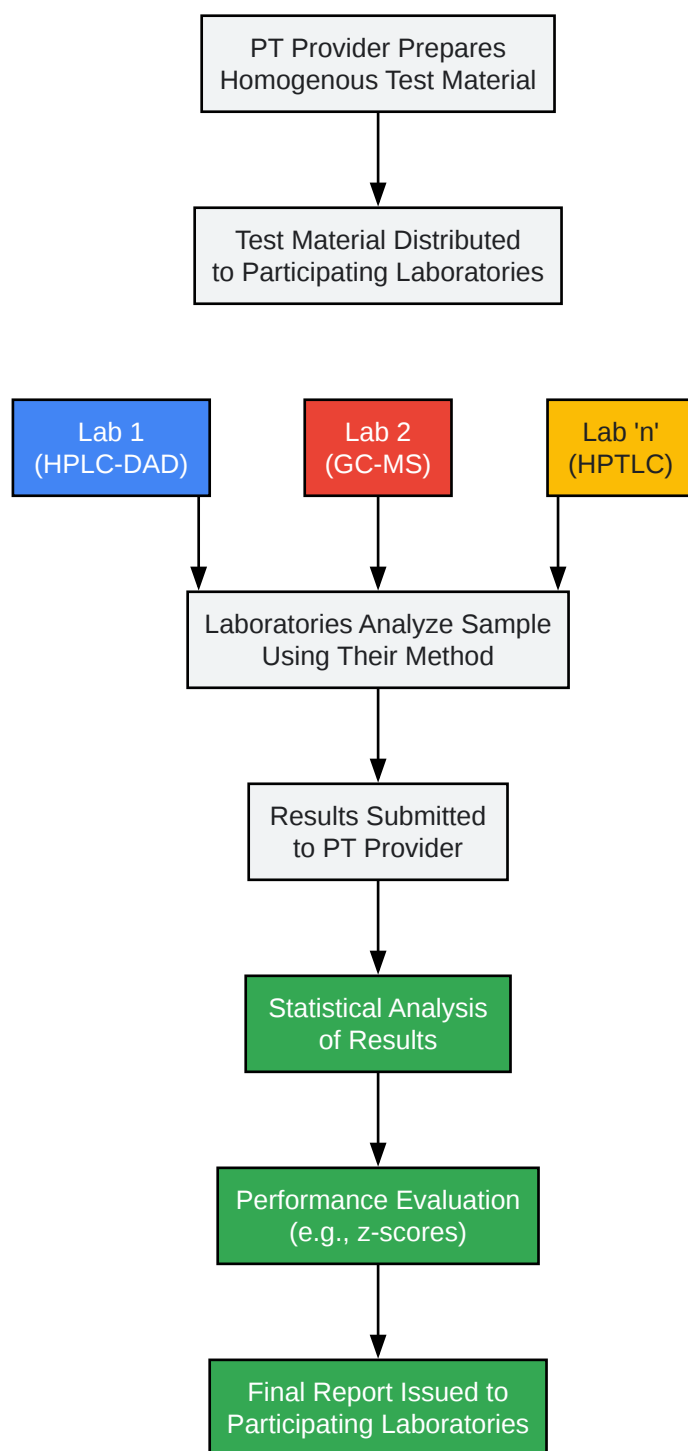 PT Provider Prepares
Homogenous Test Material
Test Material Distributed
to Participating Laboratories
Lab 1
(HPLC-DAD)
Lab 2
(GC-MS)
Lab 'n'
(HPTLC)
Laboratories Analyze Sample
Using Their Method
Results Submitted
to PT Provider
Statistical Analysis
of Results
Performance Evaluation
(e.g., z-scores)
Final Report Issued to
Participating Laboratories